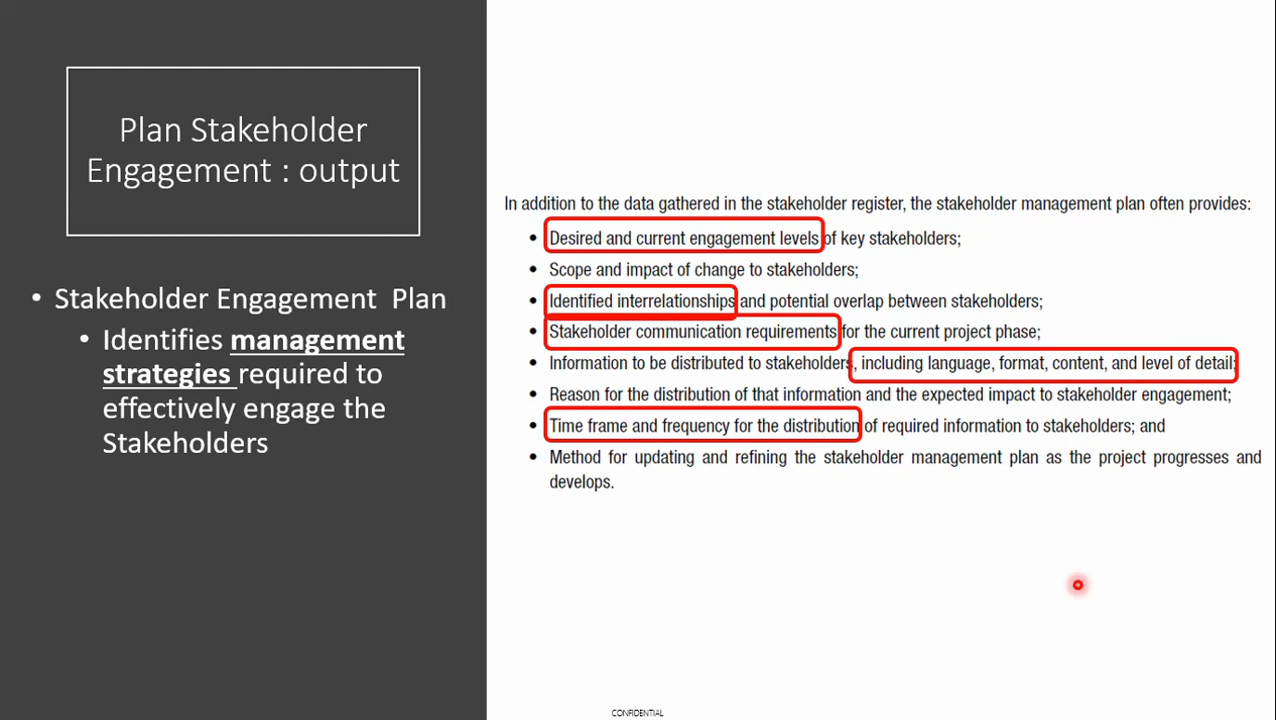 Plan Stakeholder
Engagement : output
• Stakeholder Engagement Plan
• Identifies management
strategies required to
effectively engage the
Stakeholders
In addition to the data gathered in the stakeholder register, the stakeholder management plan often provides:
• Desired and current engagement levels of key stakeholders;
• Scope and impact of change to stakeholders;
• Identified interrelationships and potential overlap between stakeholders;
• Stakeholder communication requirements for the current project phase;
• Information to be distributed to stakeholders, including language, format, content, and level of detail;
• Reason for the distribution of that information and the expected impact to stakeholder engagement;
• Time frame and frequency for the distribution of required information to stakeholders; and
• Method for updating and refining the stakeholder management plan as the project progresses and
develops.
CONFIDENTIAL